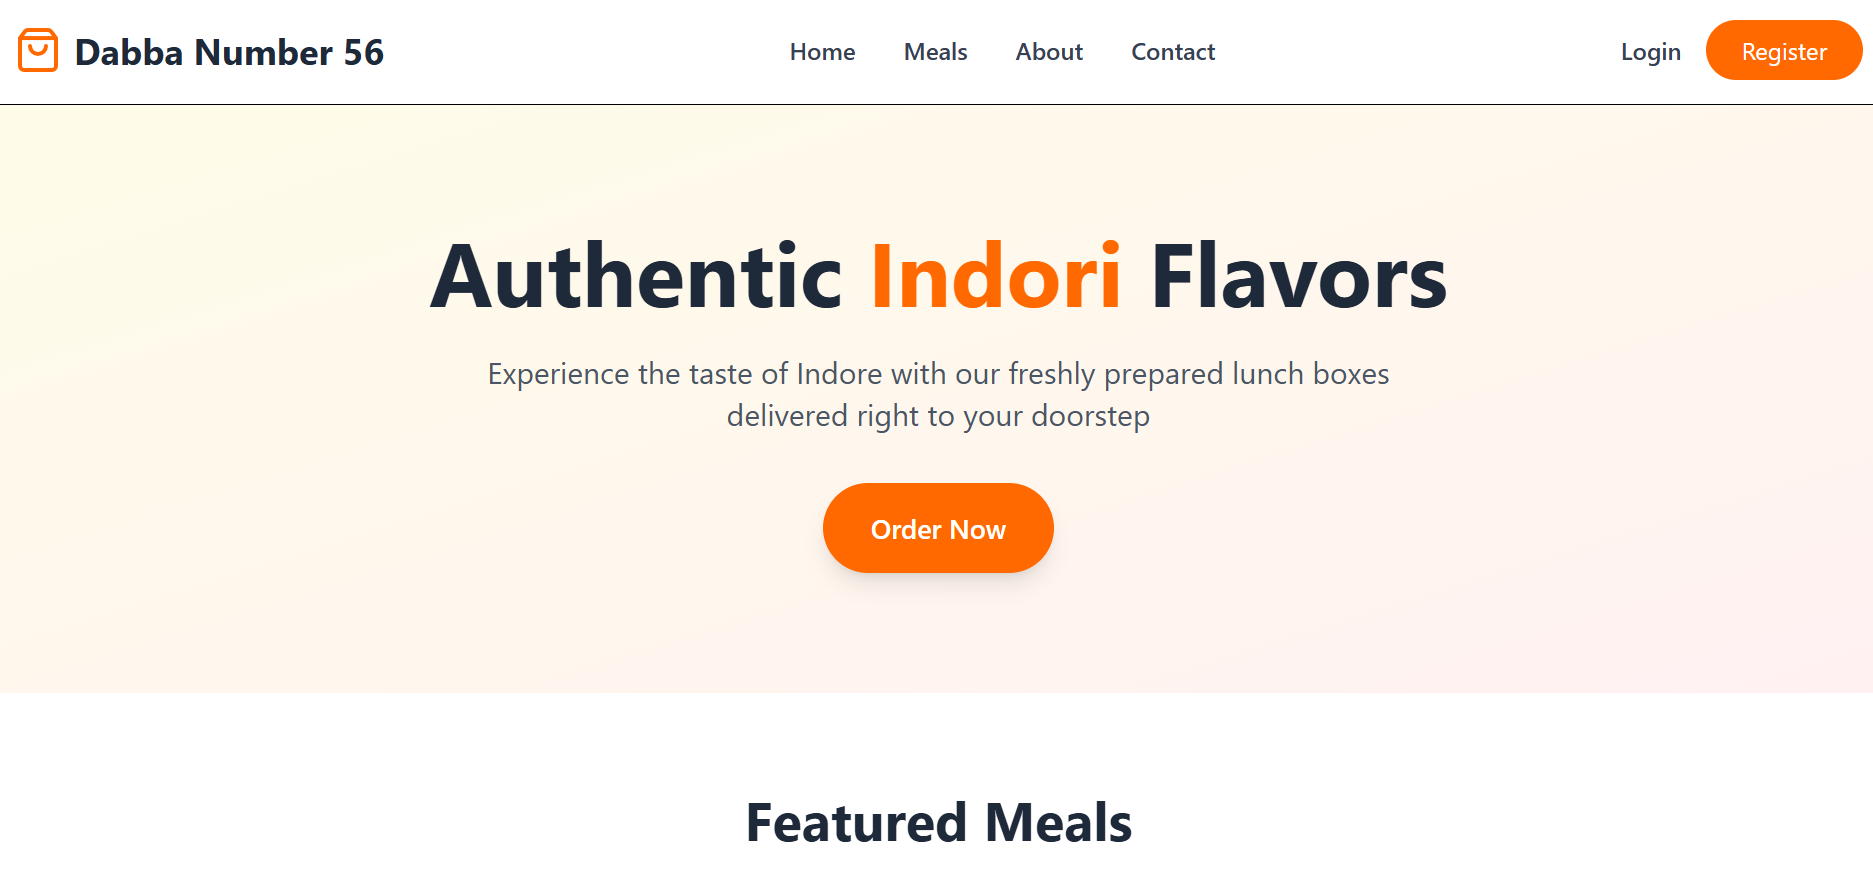 Dabba Number 56
Home
Meals
About
Contact
Login
Register
Authentic Indori Flavors
Experience the taste of Indore with our freshly prepared lunch boxes
delivered right to your doorstep
Order Now
Featured Meals